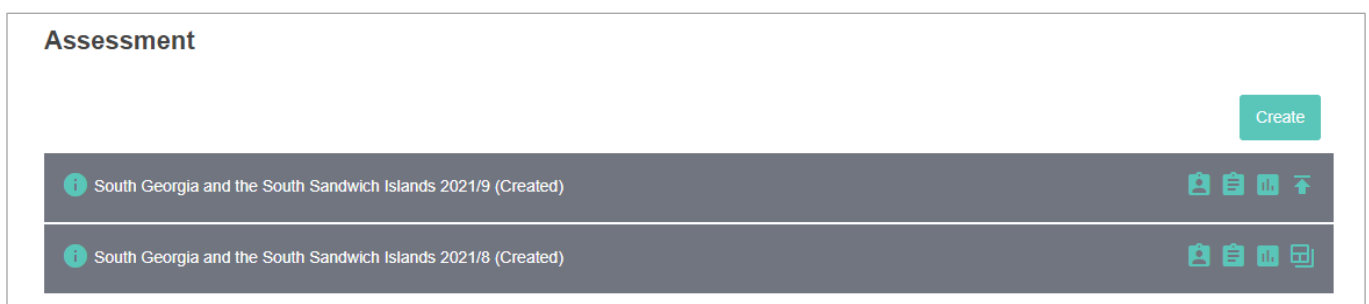 Assessment
Create
South Georgia and the South Sandwich Islands 2021/9 (Created)
South Georgia and the South Sandwich Islands 2021/8 (Created)